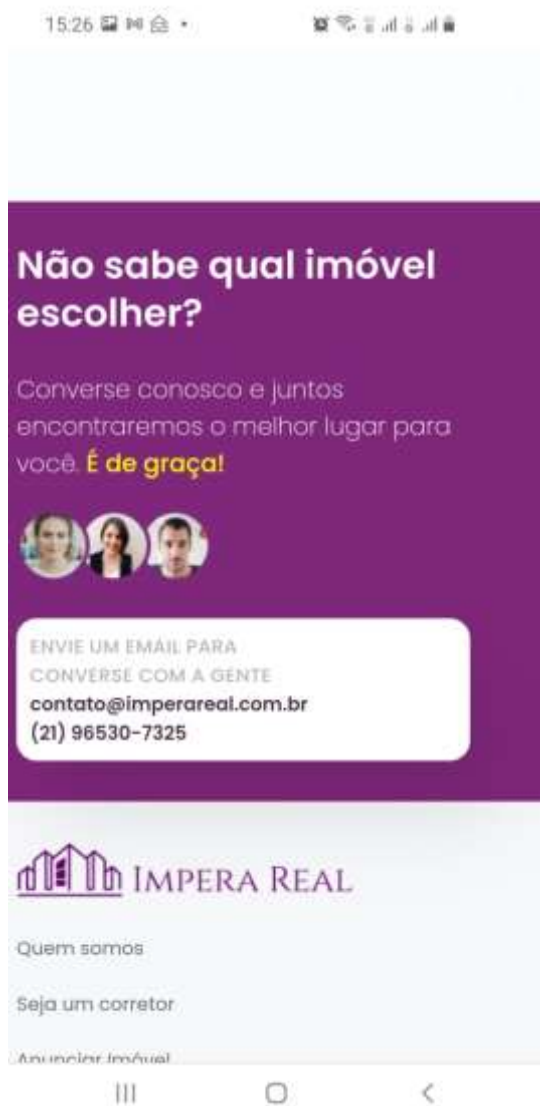 15:26
Não sabe qual imóvel
escolher?
Converse conosco e juntos
encontraremos o melhor lugar para
você. É de graça!
ENVIE UM EMAIL PARA
CONVERSE COM A GENTE
contato@imperareal.com.br
(21) 96530-7325
IMPERA REAL
Quem somos
Seja um corretor
Anunciar Imóvel